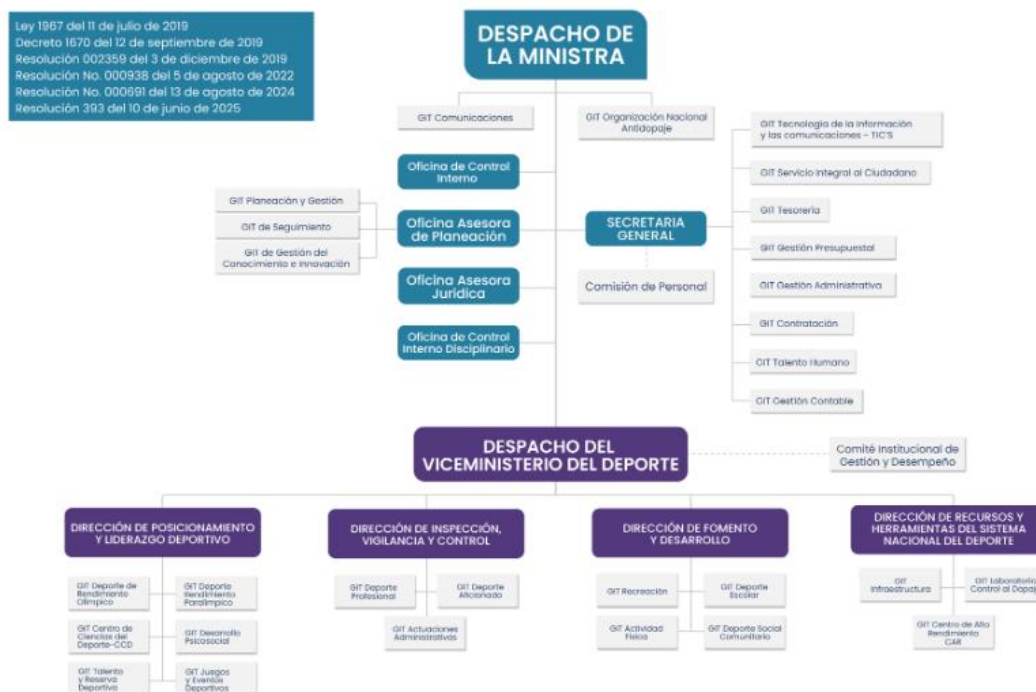 Ley 1967 del 11 de julio de 2019
Decreto 1670 del 12 de septiembre de 2019
Resolución 002359 del 3 de diciembre de 2019
Resolución No. 000938 del 5 de agosto de 2022
Resolución No. 000691 del 13 de agosto de 2024
Resolución 393 del 10 de junio de 2025
DESPACHO DE
LA MINISTRA
GIT Comunicaciones
GIT Organización Nacional
Antidopaje
Oficina de Control
Interno
GIT Planeación y Gestión
GIT de Seguimiento
GIT de Gestión del
Conocimiento e Innovación
Oficina Asesora
de Planeación
Oficina Asesora
Jurídica
Oficina de Control
Interno Disciplinario
SECRETARIA
GENERAL
Comisión de Personal
GIT Tecnología de la Información
y las comunicaciones - TIC'S
GIT Servicio Integral al Ciudadano
GIT Tesorería
GIT Gestión Presupuestal
GIT Gestión Administrativa
GIT Contratación
GIT Talento Humano
GIT Gestión Contable
DESPACHO DEL
VICEMINISTERIO DEL DEPORTE
Comité Institucional de
Gestión y Desempeño
DIRECCIÓN DE POSICIONAMIENTO
Y LIDERAZGO DEPORTIVO
GIT Deporte de
Rendimiento
Olímpico
GIT Deporte
Rendimiento
Paralímpico
GIT Centro de
Ciencias del
Deporte-CCD
GIT Desarrollo
Psicosocial
GIT Talento
y Reserva
Deportiva
GIT Juegos
y Eventos
Deportivos
DIRECCIÓN DE INSPECCIÓN,
VIGILANCIA Y CONTROL
GIT Deporte
Profesional
GIT Deporte
Aficionado
GIT Actuaciones
Administrativas
DIRECCIÓN DE FOMENTO
Y DESARROLLO
GIT Recreación
GIT Deporte
Escolar
GIT Actividad
Física
GIT Deporte Social
Comunitario
DIRECCIÓN DE RECURSOS Y
HERRAMIENTAS DEL SISTEMA
NACIONAL DEL DEPORTE
GIT
Infraestructura
GIT Laboratorio
Control al Dopaje
GIT Centro de Alto
Rendimiento
CAR